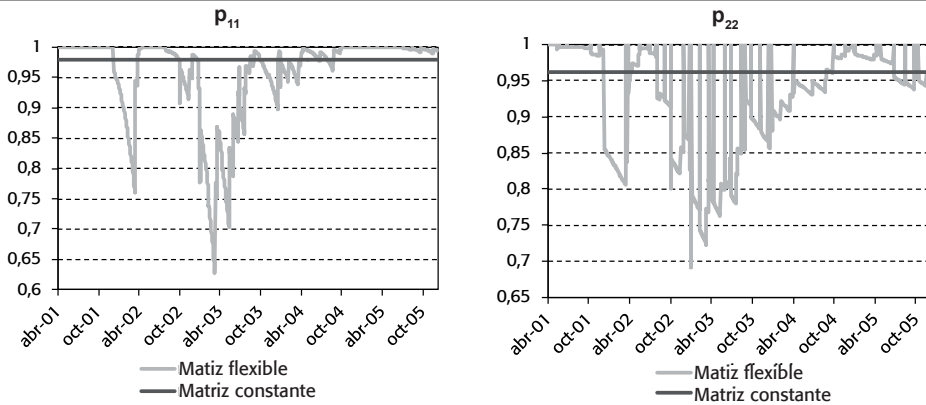 p11
1
0,95
0,9
0,85
0,8
0,75
0,7
0,65
0,6
abr-01
oct-01
abr-02
oct-02
abr-03
oct-03
abr-04
oct-04
abr-05
oct-05
Matiz flexible
Matriz constante
p22
1
0,95
0,9
0,85
0,8
0,75
0,7
0,65
abr-01
oct-01
abr-02
oct-02
abr-03
oct-03
abr-04
oct-04
abr-05
oct-05
Matiz flexible
Matriz constante